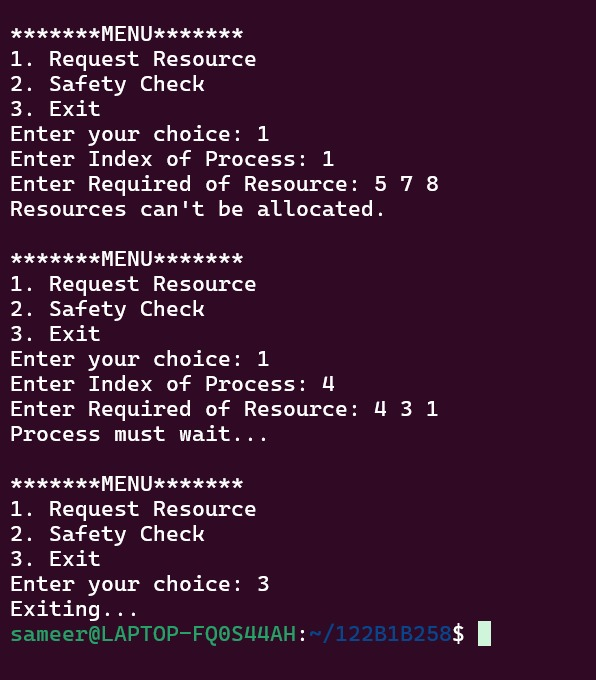 *******MENU*******
1. Request Resource
2. Safety Check
3. Exit
Enter your choice: 1
Enter Index of Process: 1
Enter Required of Resource: 5 7 8
Resources can't be allocated.
*******MENU*******
1. Request Resource
2. Safety Check
3. Exit
Enter your choice: 1
Enter Index of Process: 4
Enter Required of Resource: 4 3 1
Process must wait...
*******MENU*******
1. Request Resource
2. Safety Check
3. Exit
Enter your choice: 3
Exiting...
sameer@LAPTOP-FQ0S44AH:~/122B1B258$